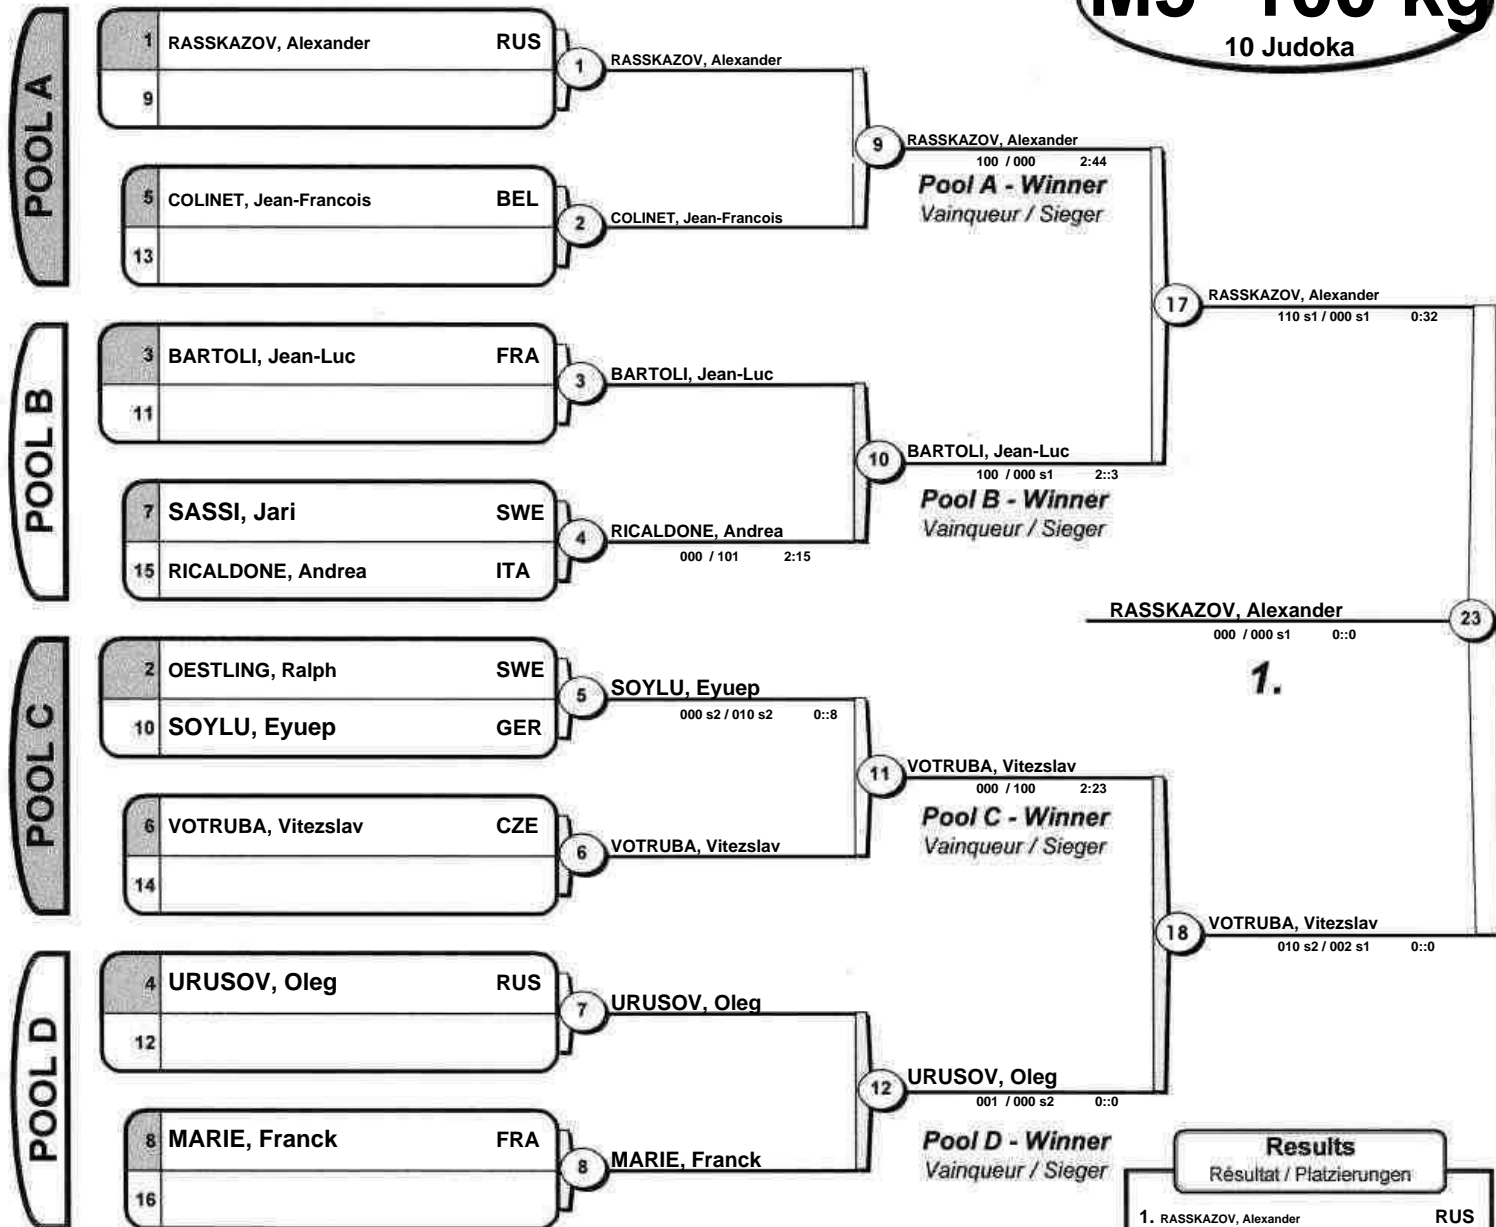 10 Judoka
POOL A
1 RASSKAZOV, Alexander RUS
9
1 RASSKAZOV, Alexander
5 COLINET, Jean-Francois BEL
13
2 COLINET, Jean-Francois
9 RASSKAZOV, Alexander
100 / 000 2:44
Pool A - Winner
Vainqueur / Sieger
POOL B
3 BARTOLI, Jean-Luc FRA
11
3 BARTOLI, Jean-Luc
7 SASSI, Jari SWE
15 RICALDONE, Andrea ITA
4 RICALDONE, Andrea
000 / 101 2:15
10 BARTOLI, Jean-Luc
100 / 000 s1 2::3
Pool B - Winner
Vainqueur / Sieger
17 RASSKAZOV, Alexander
110 s1 / 000 s1 0:32
RASSKAZOV, Alexander 23
000 / 000 s1 0::0
1.
POOL C
2 OESTLING, Ralph SWE
10 SOYLU, Eyuep GER
5 SOYLU, Eyuep
000 s2 / 010 s2 0::8
6 VOTRUBA, Vitezslav CZE
14
6 VOTRUBA, Vitezslav
11 VOTRUBA, Vitezslav
000 / 100 2:23
Pool C - Winner
Vainqueur / Sieger
18 VOTRUBA, Vitezslav
010 s2 / 002 s1 0::0
POOL D
4 URUSOV, Oleg RUS
12
7 URUSOV, Oleg
8 MARIE, Franck FRA
16
8 MARIE, Franck
12 URUSOV, Oleg
001 / 000 s2 0::0
Pool D - Winner
Vainqueur / Sieger
Results
Résultat / Platzierungen
1. RASSKAZOV, Alexander RUS